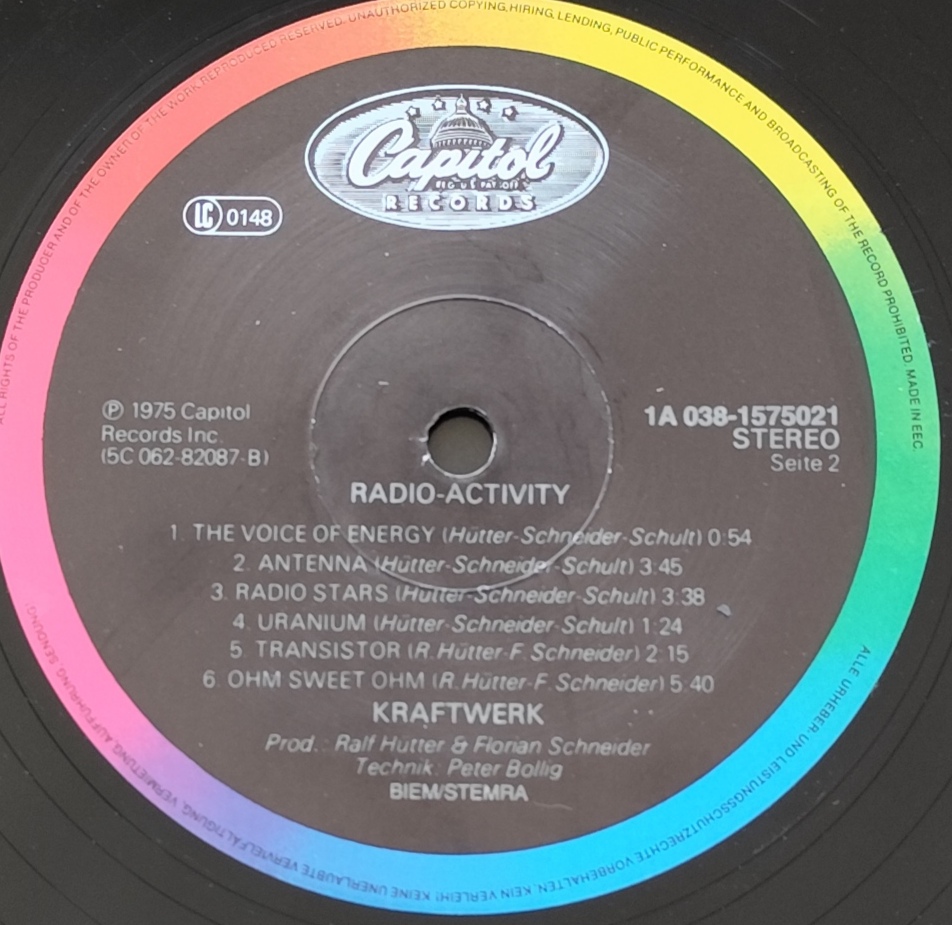 ALL RIGHTS OF THE PRODUCER AND OF THE OWNER OF THE WORK REPRODUCED RESERVED. UNAUTHORIZED COPYING, HIRING, LENDING, PUBLIC PERFORMANCE AND BROADCASTING OF THE RECORD PROHIBITED. MADE IN EEC.
Capitol
REG. U.S. PAT. OFF.
RECORDS
LC 0148
℗ 1975 Capitol
Records Inc.
(5C 062-82087-B)
1A 038-1575021
STEREO
Seite 2
RADIO-ACTIVITY
1. THE VOICE OF ENERGY (Hütter-Schneider-Schult) 0:54
2. ANTENNA (Hütter-Schneider-Schult) 3:45
3. RADIO STARS (Hütter-Schneider-Schult) 3:38
4. URANIUM (Hütter-Schneider-Schult) 1:24
5. TRANSISTOR (R. Hütter-F. Schneider) 2:15
6. OHM SWEET OHM (R. Hütter-F. Schneider) 5:40
KRAFTWERK
Prod.: Ralf Hütter & Florian Schneider
Technik: Peter Bollig
BIEM/STEMRA
ALLE URHEBER- UND LEISTUNGSSCHUTZRECHTE VORBEHALTEN. KEIN VERLEIH! KEINE UNERLAUBTE VERVIELFÄLTIGUNG, VERMIETUNG, AUFFÜHRUNG, SENDUNG!